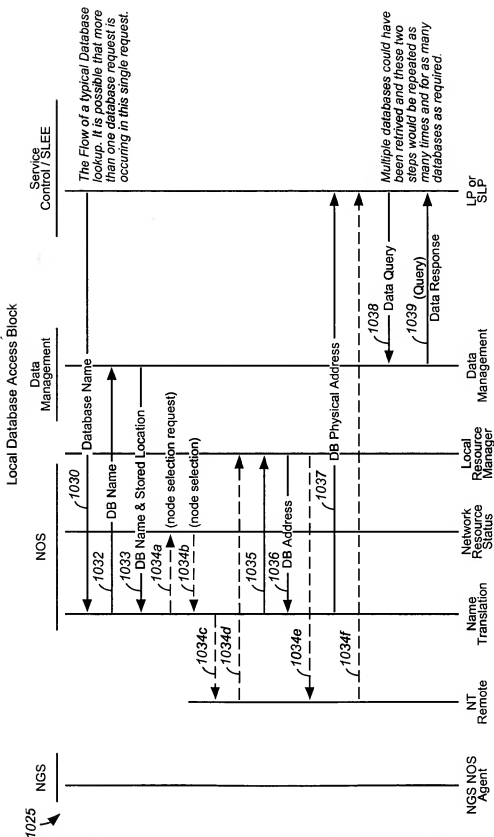 Local Database Access Block
1025
NGS
NOS
Data
Management
Service
Control / SLEE
The Flow of a typical Database
lookup. It is possible that more
than one database request is
occuring in this single request.
1030
Database Name
1032
DB Name
1033
DB Name & Stored Location
1034a
(node selection request)
1034b
(node selection)
1034c
1034d
1035
1036
DB Address
1034e
1037
DB Physical Address
1034f
Multiple databases could have
been retrived and these two
steps would be repeated as
many times and for as many
databases as required.
1038
Data Query
1039
(Query)
Data Response
NGS NOS
Agent
NT
Remote
Name
Translation
Network
Resource
Status
Local
Resource
Manager
Data
Management
LP or
SLP